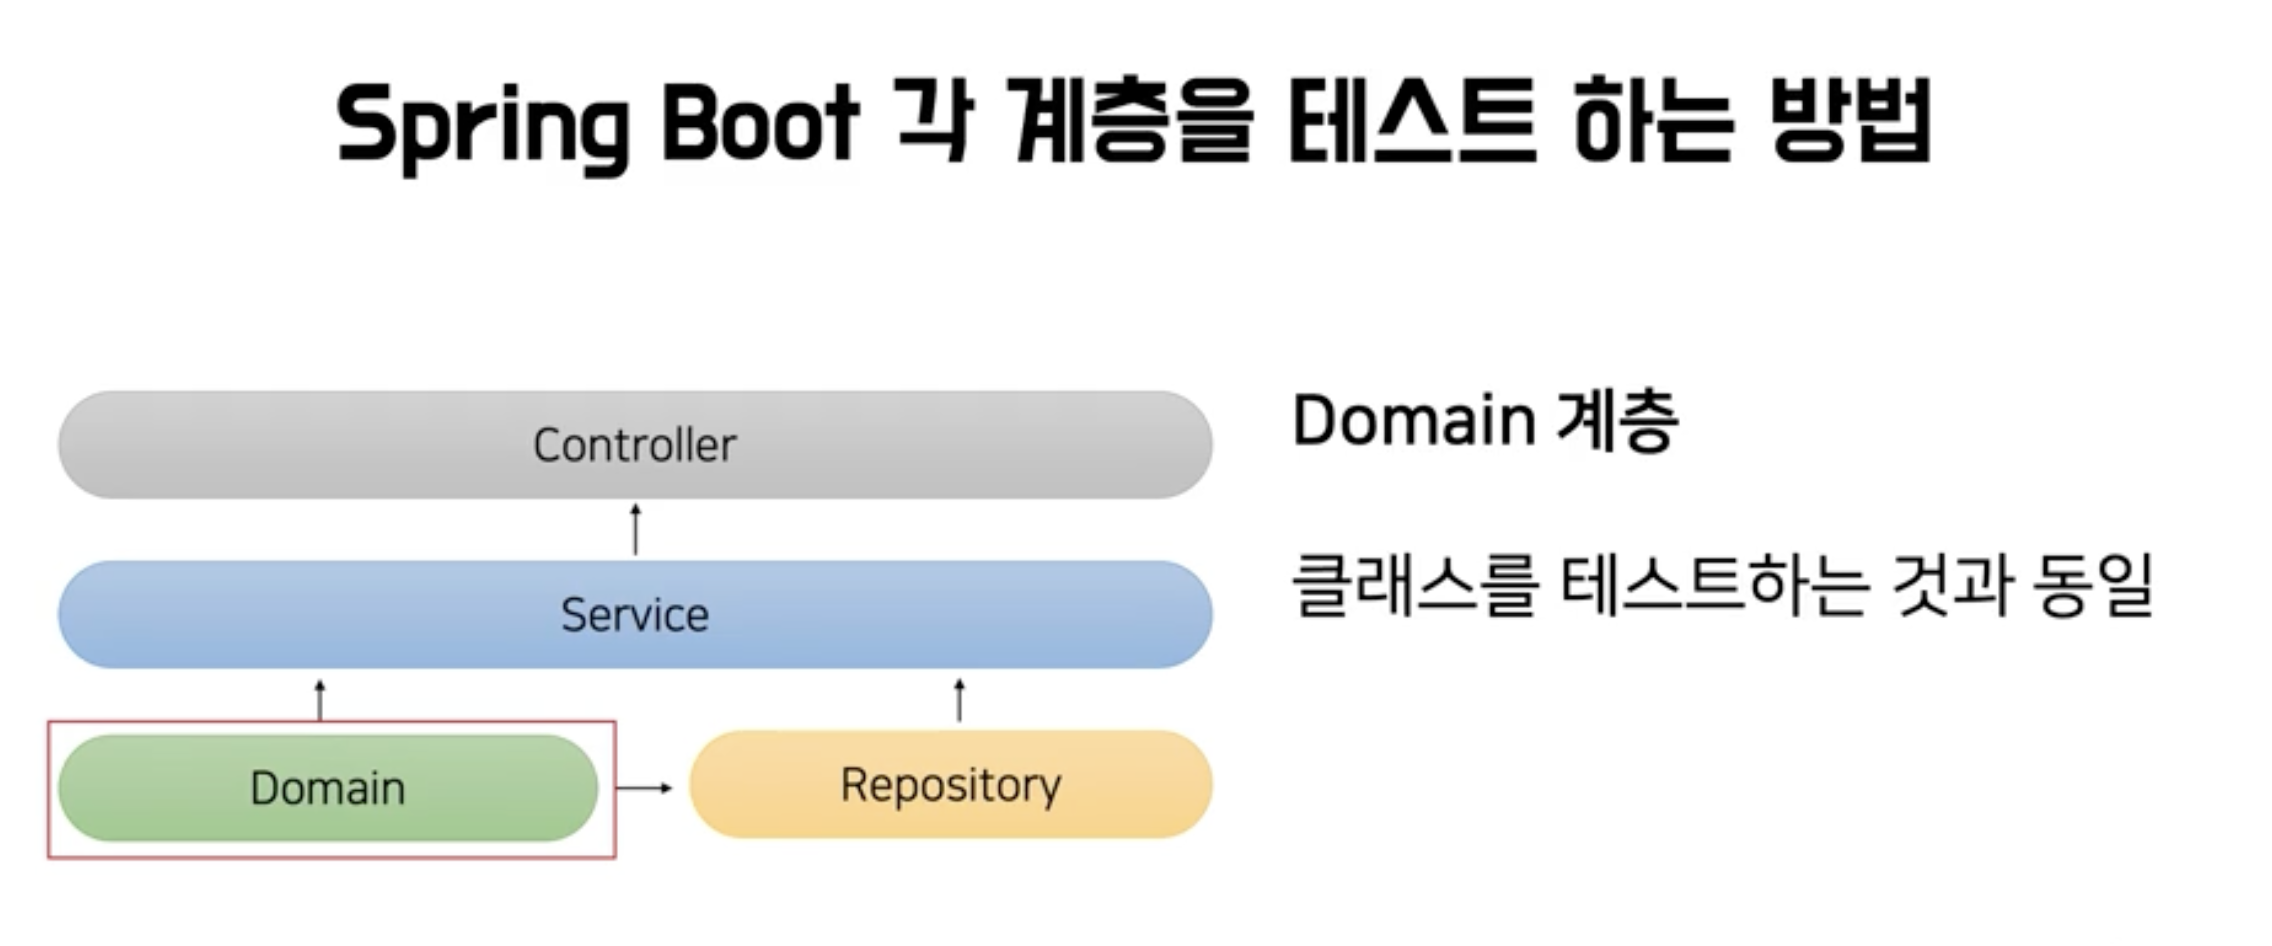 Spring Boot 각 계층을 테스트 하는 방법
Controller
Service
Domain
Repository
Domain 계층
클래스를 테스트하는 것과 동일